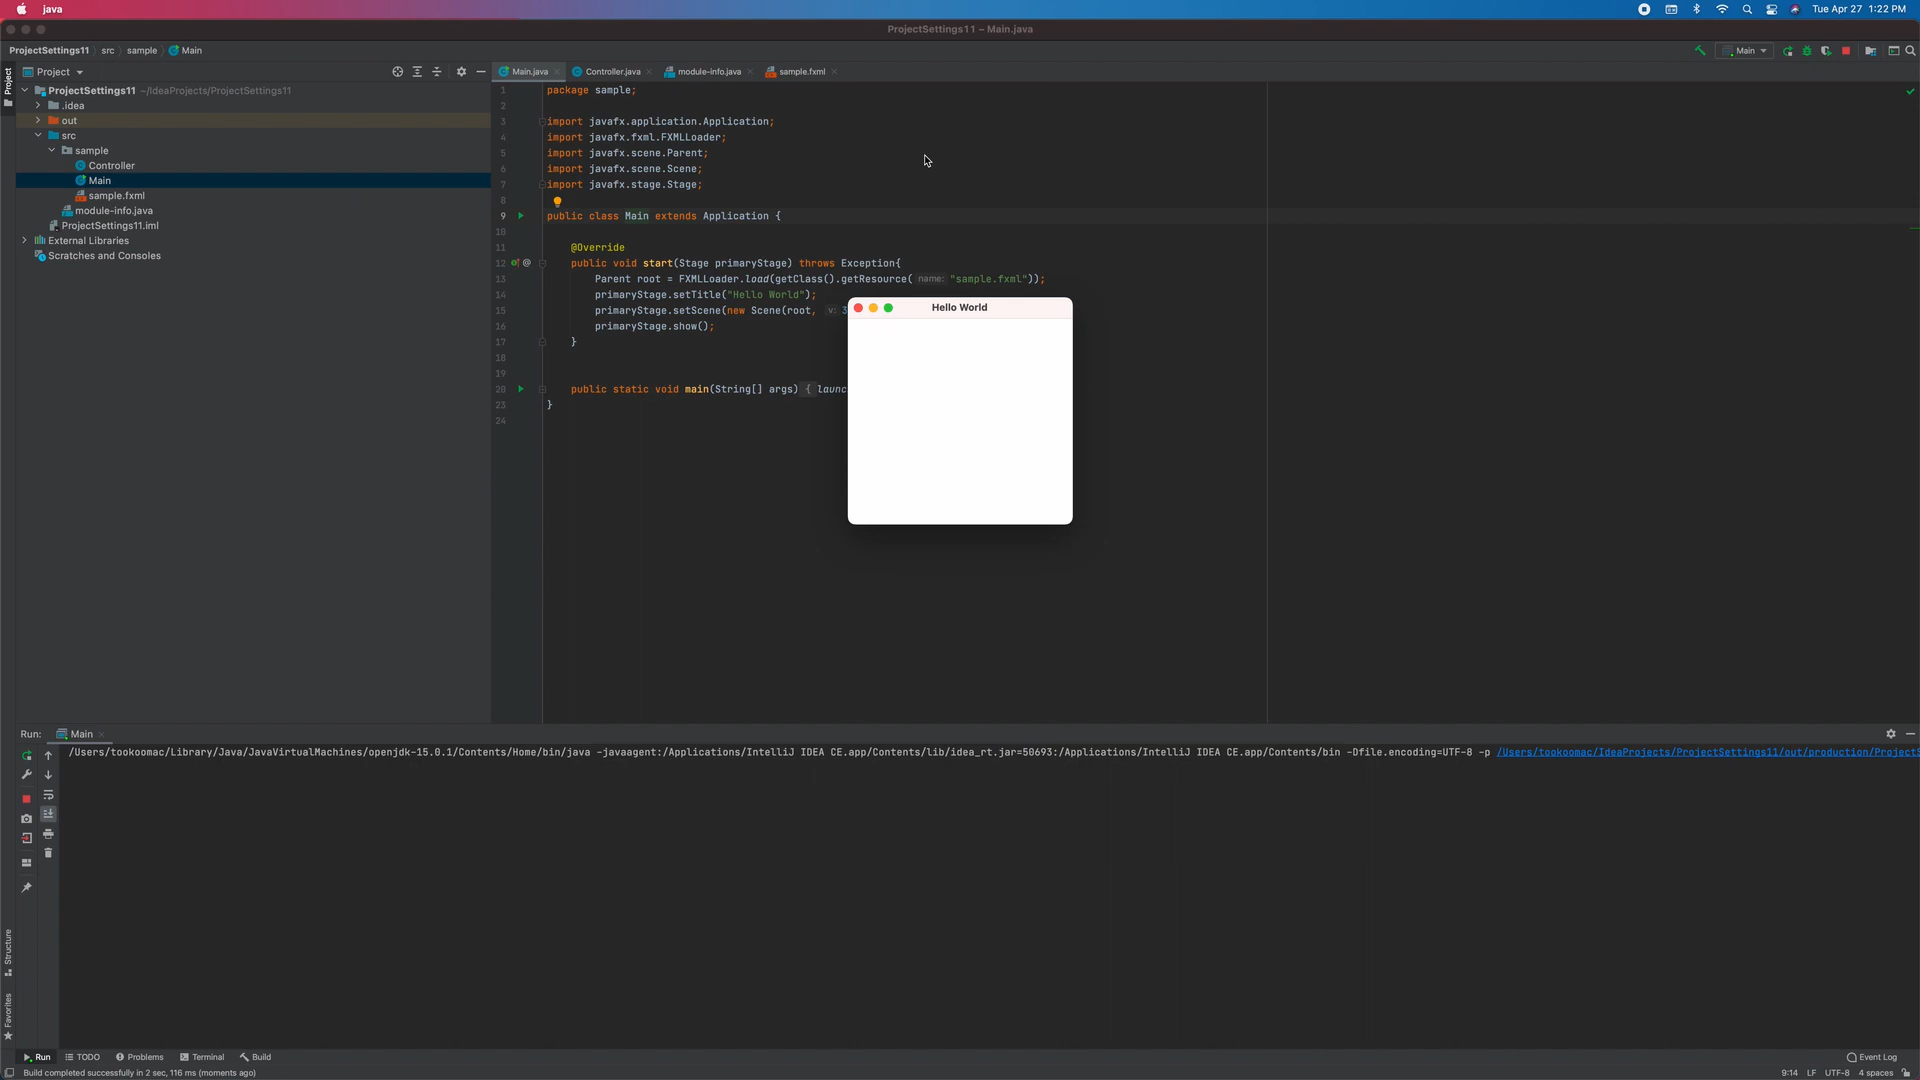 java
Tue Apr 27 1:22 PM
ProjectSettings11 – Main.java
ProjectSettings11 src sample Main
Main
Project
Project
Main.java Controller.java module-info.java sample.fxml
ProjectSettings11 ~/IdeaProjects/ProjectSettings11
.idea
out
src
sample
Controller
Main
sample.fxml
module-info.java
ProjectSettings11.iml
External Libraries
Scratches and Consoles
1 package sample;
2
3 import javafx.application.Application;
4 import javafx.fxml.FXMLLoader;
5 import javafx.scene.Parent;
6 import javafx.scene.Scene;
7 import javafx.stage.Stage;
8
9 public class Main extends Application {
10
11 @Override
12 public void start(Stage primaryStage) throws Exception{
13 Parent root = FXMLLoader.load(getClass().getResource( name: "sample.fxml"));
14 primaryStage.setTitle("Hello World");
15 primaryStage.setScene(new Scene(root, v: 3
16 primaryStage.show();
17 }
18
19
20 public static void main(String[] args) { launc
23 }
24
Hello World
Run: Main
/Users/tookoomac/Library/Java/JavaVirtualMachines/openjdk-15.0.1/Contents/Home/bin/java -javaagent:/Applications/IntelliJ IDEA CE.app/Contents/lib/idea_rt.jar=50693:/Applications/IntelliJ IDEA CE.app/Contents/bin -Dfile.encoding=UTF-8 -p /Users/tookoomac/IdeaProjects/ProjectSettings11/out/production/ProjectS
Structure
Favorites
Run TODO Problems Terminal Build
Event Log
Build completed successfully in 2 sec, 116 ms (moments ago)
9:14 LF UTF-8 4 spaces